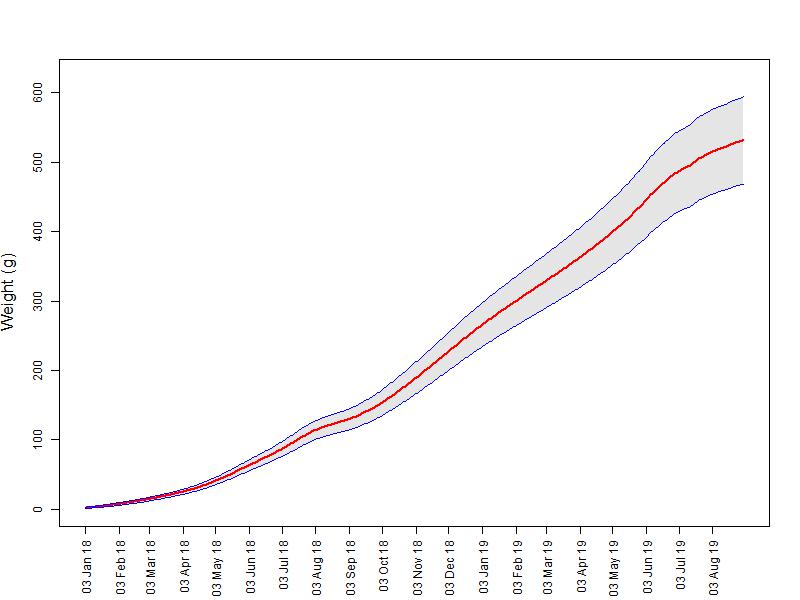 Weight (g)
600
500
400
300
200
100
0
03 Jan 18
03 Feb 18
03 Mar 18
03 Apr 18
03 May 18
03 Jun 18
03 Jul 18
03 Aug 18
03 Sep 18
03 Oct 18
03 Nov 18
03 Dec 18
03 Jan 19
03 Feb 19
03 Mar 19
03 Apr 19
03 May 19
03 Jun 19
03 Jul 19
03 Aug 19